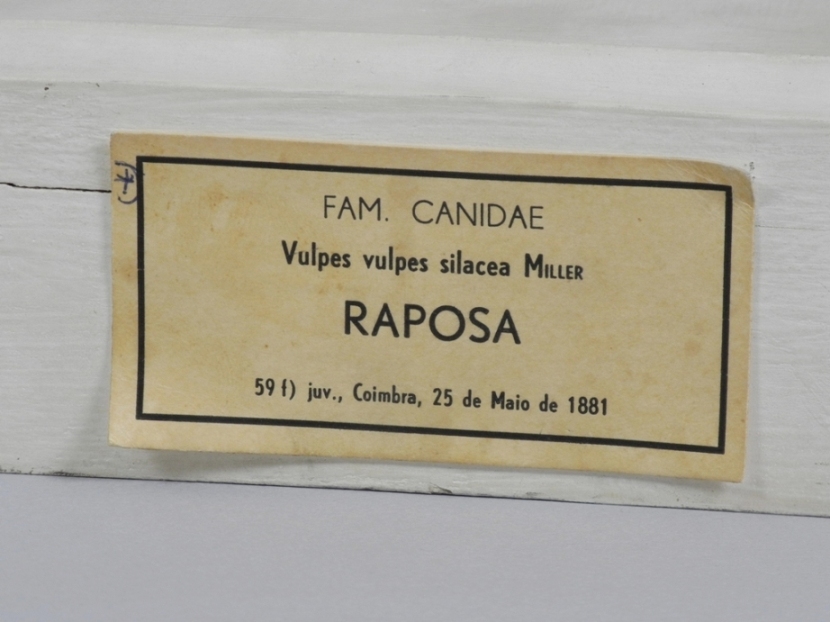 FAM. CANIDAE
Vulpes vulpes silacea MILLER
RAPOSA
59 f) juv., Coimbra, 25 de Maio de 1881